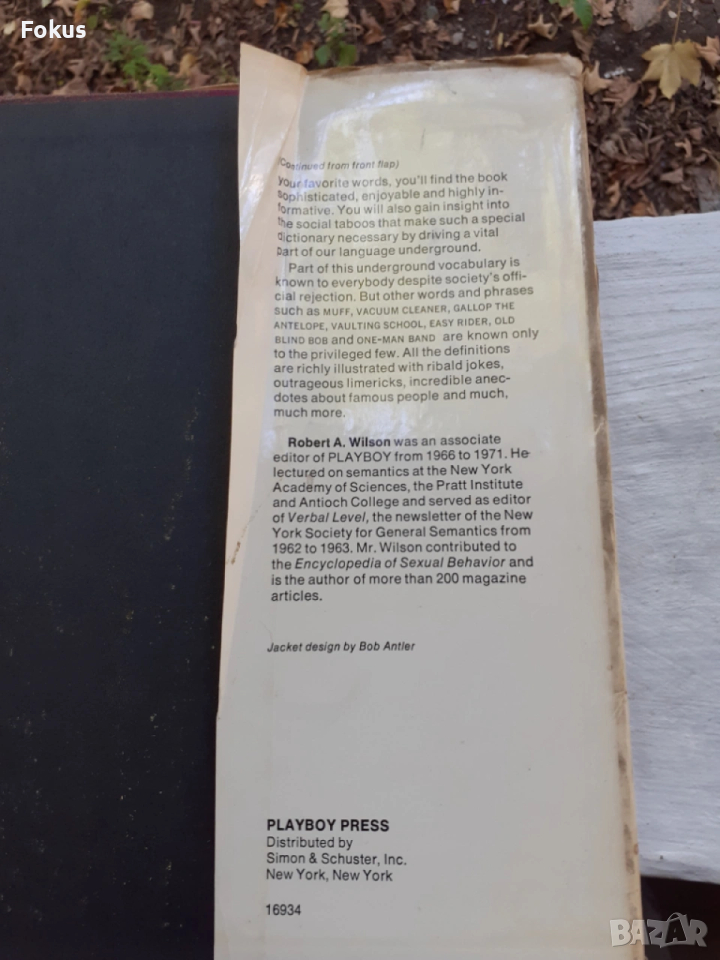 Fokus
(Continued from front flap)
your favorite words, you'll find the book
sophisticated, enjoyable and highly in-
formative. You will also gain insight into
the social taboos that make such a special
dictionary necessary by driving a vital
part of our language underground.
Part of this underground vocabulary is
known to everybody despite society's offi-
cial rejection. But other words and phrases
such as MUFF, VACUUM CLEANER, GALLOP THE
ANTELOPE, VAULTING SCHOOL, EASY RIDER, OLD
BLIND BOB and ONE-MAN BAND are known only
to the privileged few. All the definitions
are richly illustrated with ribald jokes,
outrageous limericks, incredible anec-
dotes about famous people and much,
much more.
Robert A. Wilson was an associate
editor of PLAYBOY from 1966 to 1971. He
lectured on semantics at the New York
Academy of Sciences, the Pratt Institute
and Antioch College and served as editor
of Verbal Level, the newsletter of the New
York Society for General Semantics from
1962 to 1963. Mr. Wilson contributed to
the Encyclopedia of Sexual Behavior and
is the author of more than 200 magazine
articles.
Jacket design by Bob Antler
PLAYBOY PRESS
Distributed by
Simon & Schuster, Inc.
New York, New York
16934
BAZAR